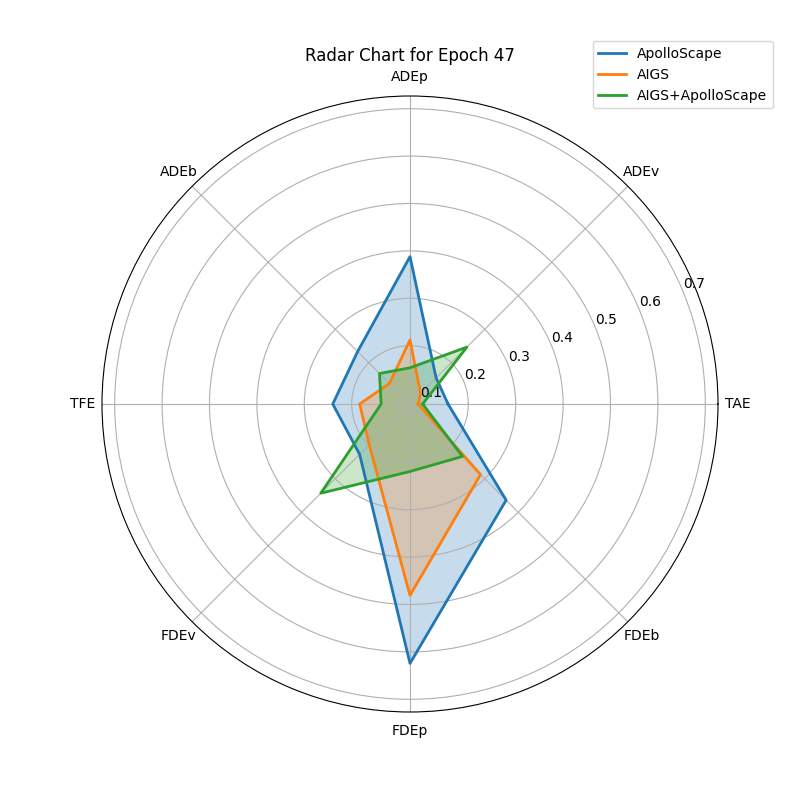 Radar Chart for Epoch 47
ApolloScape
AIGS
AIGS+ApolloScape
ADEp
ADEb
ADEv
0.7
0.6
0.5
0.4
0.3
0.2
0.1
TFE
TAE
FDEv
FDEb
FDEp